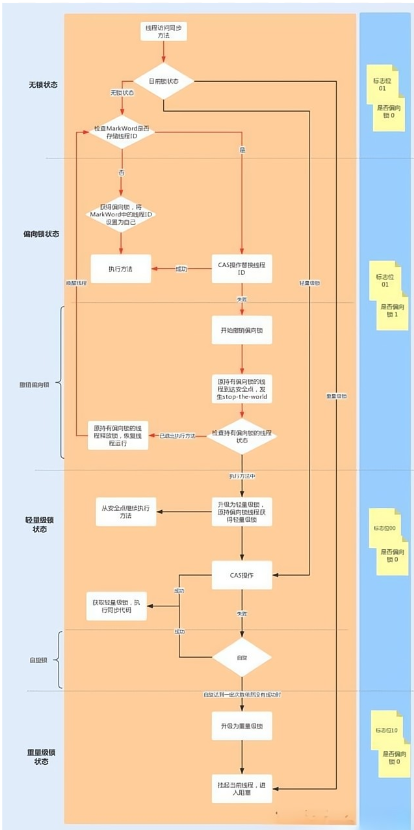 线程访问同步
方法
无锁状态
目前锁状态
标志位
01
是否偏向
锁 0
无锁状态
检查MarkWord是否
存储线程ID
是
否
获得偏向锁，将
MarkWord中的线程ID
设置为自己
偏向锁状态
执行方法
成功
CAS操作替换线程
ID
标志位
01
是否偏向
锁 1
唤醒线程
轻量级锁
失败
开始撤销偏向锁
撤销偏向锁
原持有偏向锁的线
程到达安全点，发
生stop-the-world
重量级锁
原持有偏向锁的线
程释放锁，恢复线
程运行
已退出执行方法
检查持有偏向锁的线程
状态
执行方法中
轻量级锁
状态
从安全点继续执行
方法
升级为轻量级锁，
原持偏向锁线程获
得轻量级锁
标志位00
是否偏向
锁 0
CAS操作
成功
获取轻量级锁，执
行同步代码
失败
成功
自旋锁
自旋
自旋达到一定次数依然没有成功时
重量级锁
状态
升级为重量级锁
标志位10
是否偏向
锁 0
挂起当前线程，进
入阻塞